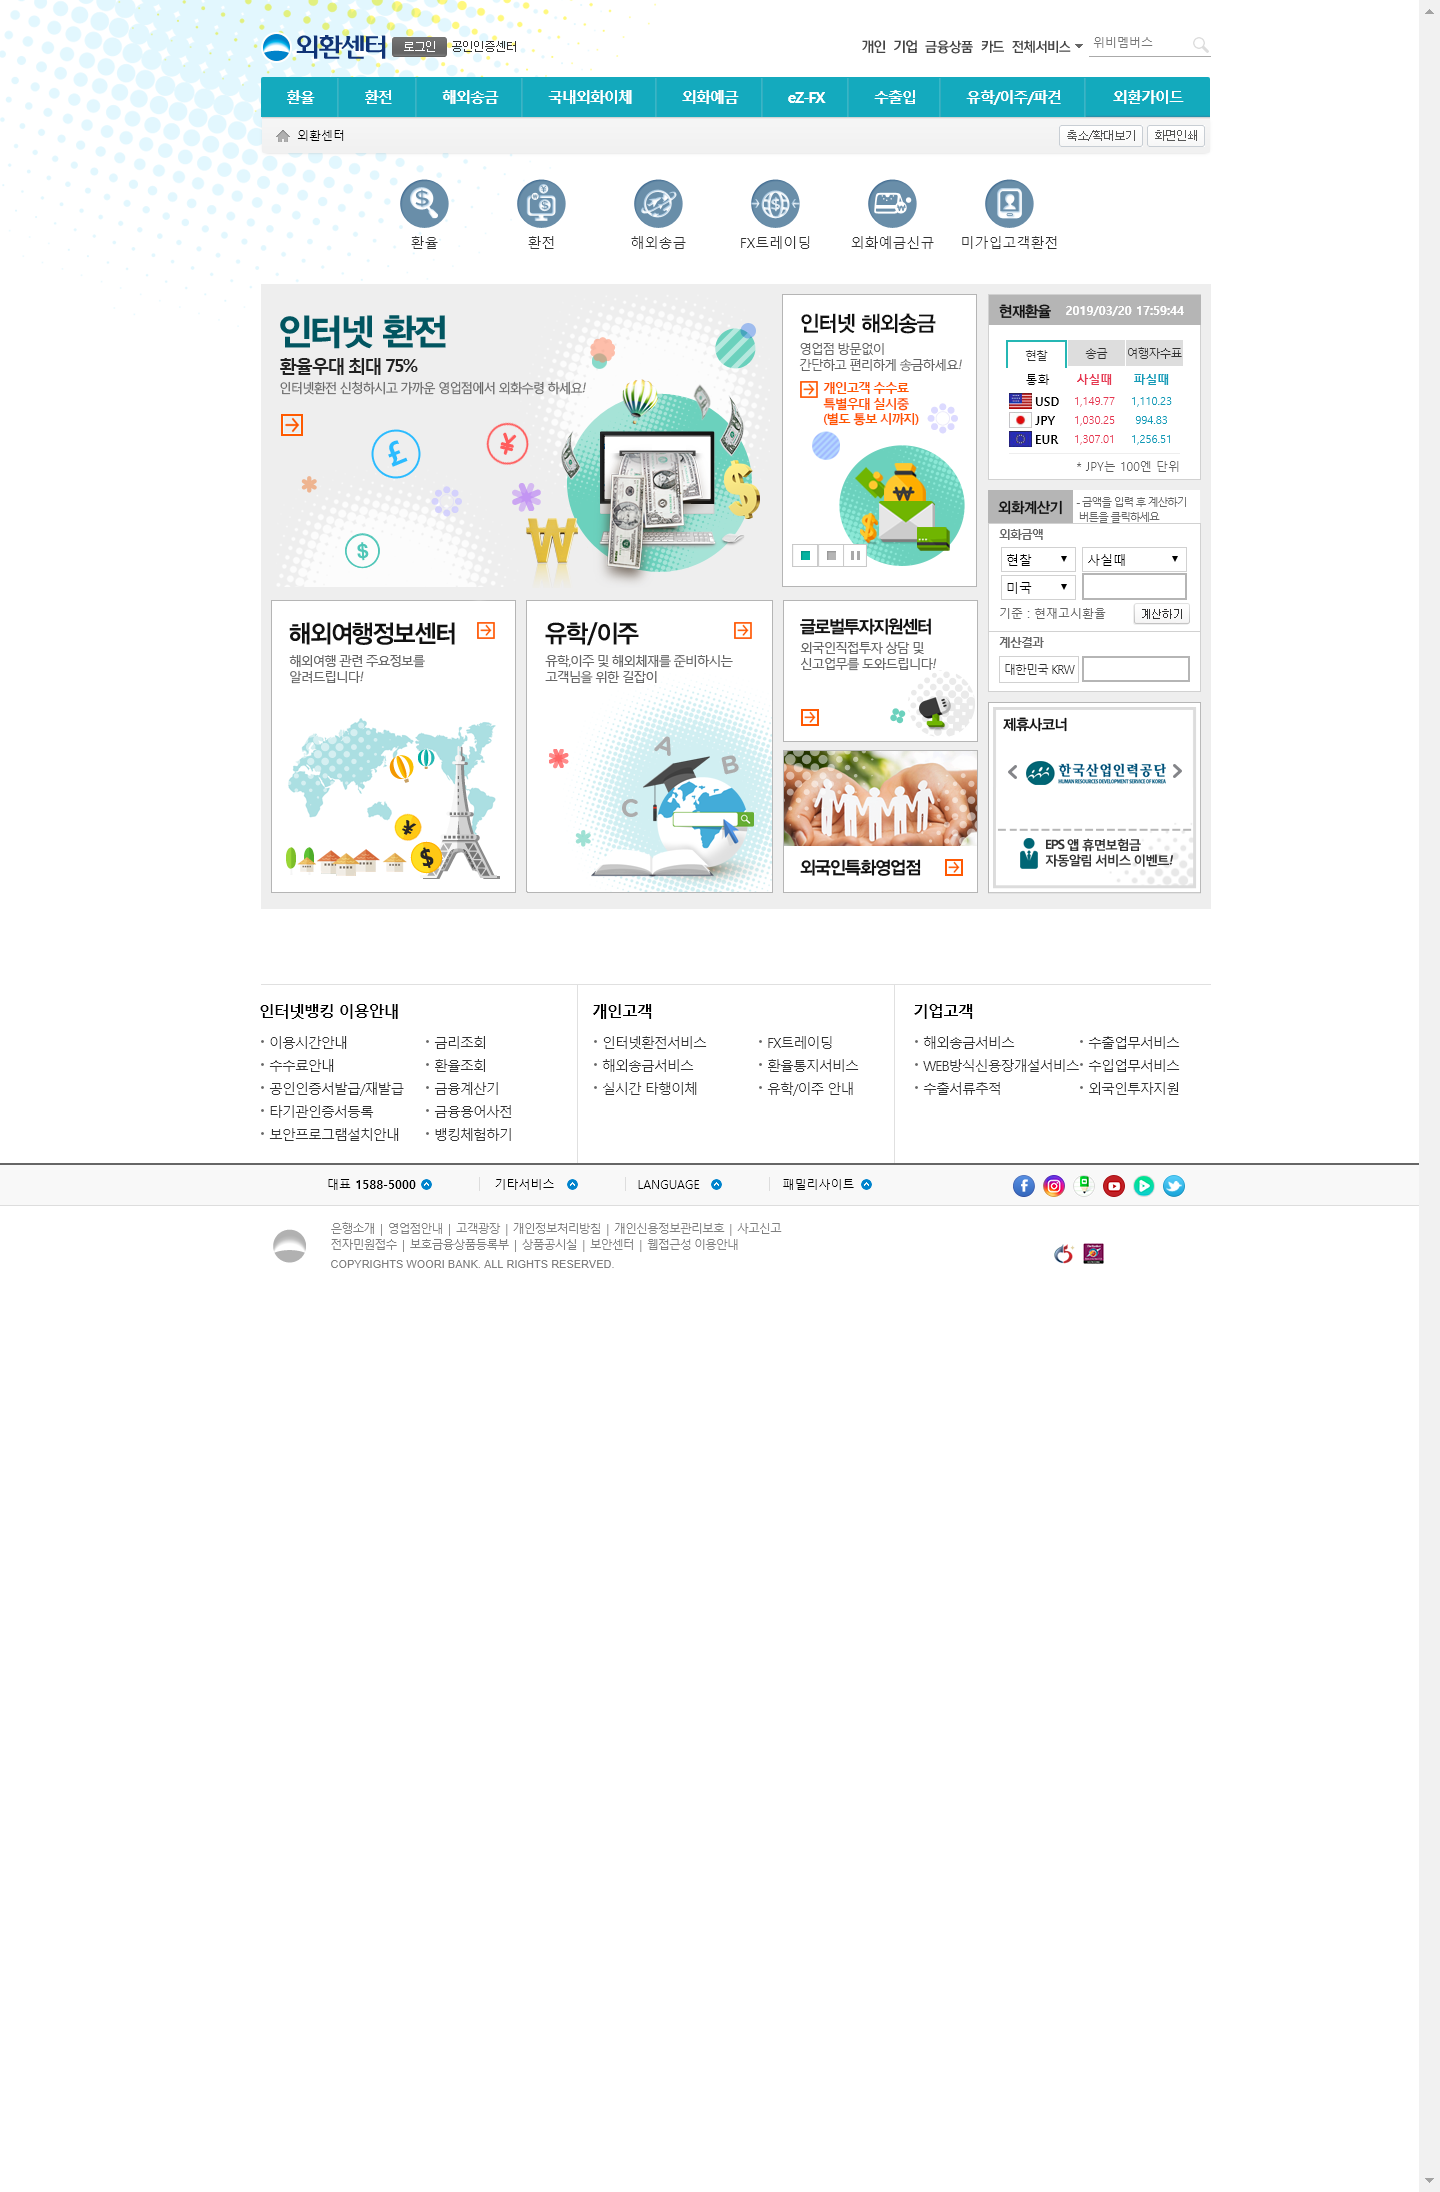 외환센터 로그인 공인인증센터
개인 기업 금융상품 카드 전체서비스 위비멤버스
환율 환전 해외송금 국내외화이체 외화예금 eZ-FX 수출입 유학/이주/파견 외환가이드
외환센터
축소/확대보기 화면인쇄
환율 환전 해외송금 FX트레이딩 외화예금신규 미가입고객환전
인터넷 환전
환율우대 최대 75%
인터넷환전 신청하시고 가까운 영업점에서 외화수령 하세요!
인터넷 해외송금
영업점 방문없이
간단하고 편리하게 송금하세요!
개인고객 수수료
특별우대 실시중
(별도 통보 시까지)
현재환율 2019/03/20 17:59:44
현찰 송금 여행자수표
통화 사실때 파실때
USD 1,149.77 1,110.23
JPY 1,030.25 994.83
EUR 1,307.01 1,256.51
* JPY는 100엔 단위
외화계산기
- 금액을 입력 후 계산하기
버튼을 클릭하세요
외화금액
현찰 ▼ 사실때 ▼
미국 ▼
기준 : 현재고시환율 계산하기
계산결과
대한민국 KRW
해외여행정보센터
해외여행 관련 주요정보를
알려드립니다!
유학/이주
유학,이주 및 해외체재를 준비하시는
고객님을 위한 길잡이
A
B
C
글로벌투자지원센터
외국인직접투자 상담 및
신고업무를 도와드립니다!
외국인특화영업점
제휴사코너
한국산업인력공단
HUMAN RESOURCES DEVELOPMENT SERVICE OF KOREA
EPS 앱 휴면보험금
자동알림 서비스 이벤트!
인터넷뱅킹 이용안내
· 이용시간안내 · 금리조회
· 수수료안내 · 환율조회
· 공인인증서발급/재발급 · 금융계산기
· 타기관인증서등록 · 금융용어사전
· 보안프로그램설치안내 · 뱅킹체험하기
개인고객
· 인터넷환전서비스 · FX트레이딩
· 해외송금서비스 · 환율통지서비스
· 실시간 타행이체 · 유학/이주 안내
기업고객
· 해외송금서비스 · 수출업무서비스
· WEB방식신용장개설서비스 · 수입업무서비스
· 수출서류추적 · 외국인투자지원
대표 1588-5000 기타서비스 LANGUAGE 패밀리사이트
은행소개 | 영업점안내 | 고객광장 | 개인정보처리방침 | 개인신용정보관리보호 | 사고신고
전자민원접수 | 보호금융상품등록부 | 상품공시실 | 보안센터 | 웹접근성 이용안내
COPYRIGHTS WOORI BANK. ALL RIGHTS RESERVED.